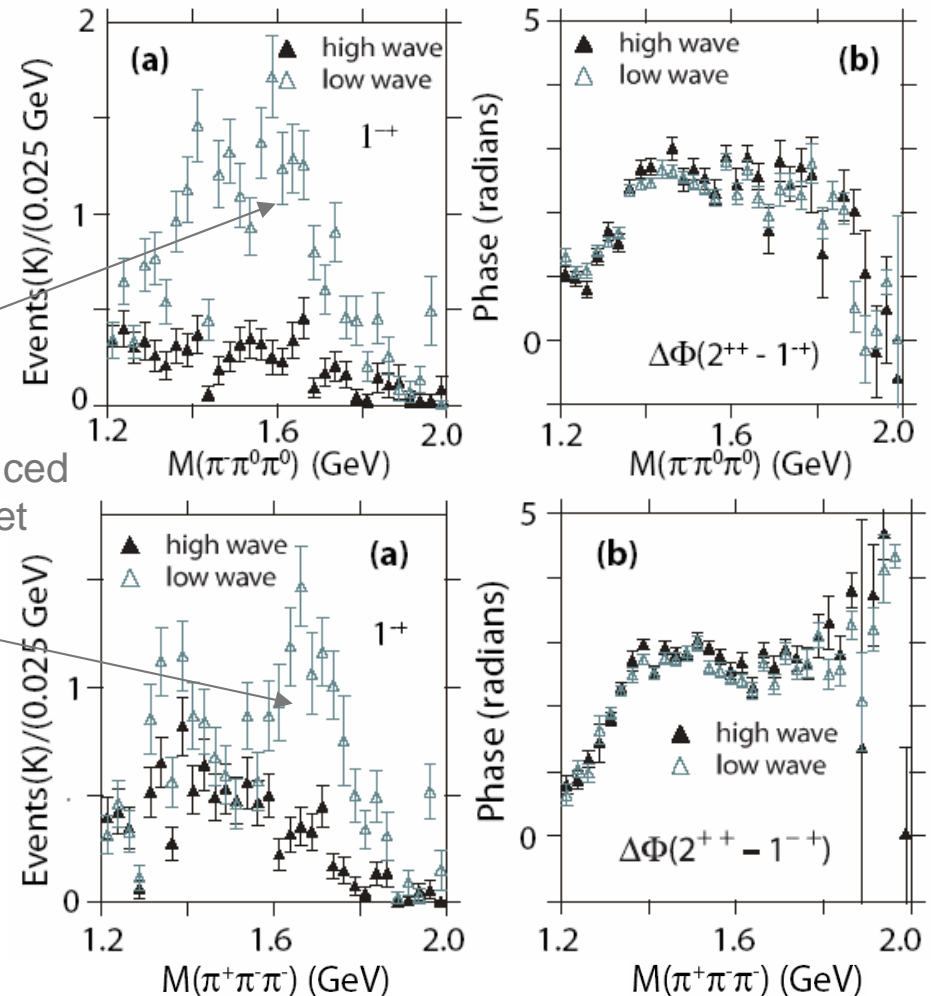 2
(a)
high wave
low wave
1⁻⁺
1
0
Events(K)/(0.025 GeV)
1.2 1.6 2.0
M(π⁻π⁰π⁰) (GeV)
5
high wave
low wave
(b)
Phase (radians)
0
ΔΦ(2⁺⁺ - 1⁻⁺)
1.2 1.6 2.0
M(π⁻π⁰π⁰) (GeV)
ced
et
high wave
low wave
(a)
1⁻⁺
1
0
Events(K)/(0.025 GeV)
1.2 1.6 2.0
M(π⁺π⁻π⁻) (GeV)
5
(b)
Phase (radians)
high wave
low wave
0
ΔΦ(2⁺⁺ − 1⁻⁺)
1.2 1.6 2.0
M(π⁺π⁻π⁻) (GeV)